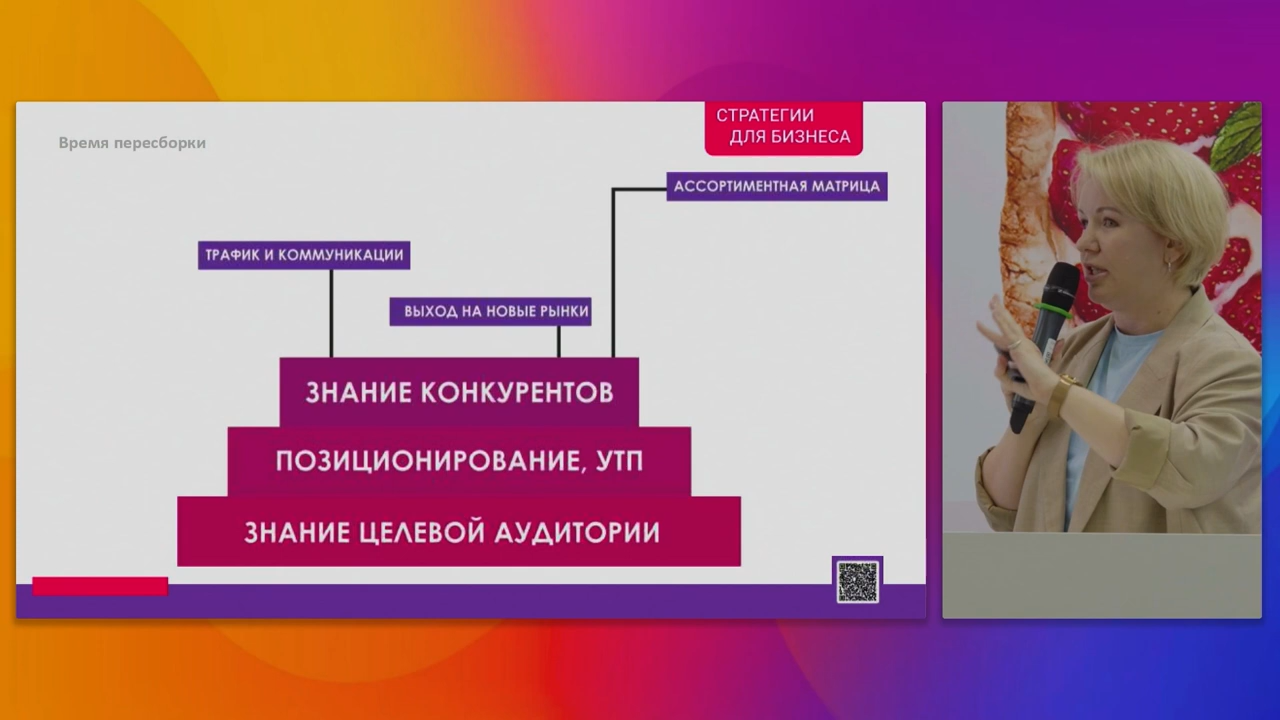 Время пересборки
СТРАТЕГИИ
ДЛЯ БИЗНЕСА
АССОРТИМЕНТНАЯ МАТРИЦА
ТРАФИК И КОММУНИКАЦИИ
ВЫХОД НА НОВЫЕ РЫНКИ
ЗНАНИЕ КОНКУРЕНТОВ
ПОЗИЦИОНИРОВАНИЕ, УТП
ЗНАНИЕ ЦЕЛЕВОЙ АУДИТОРИИ